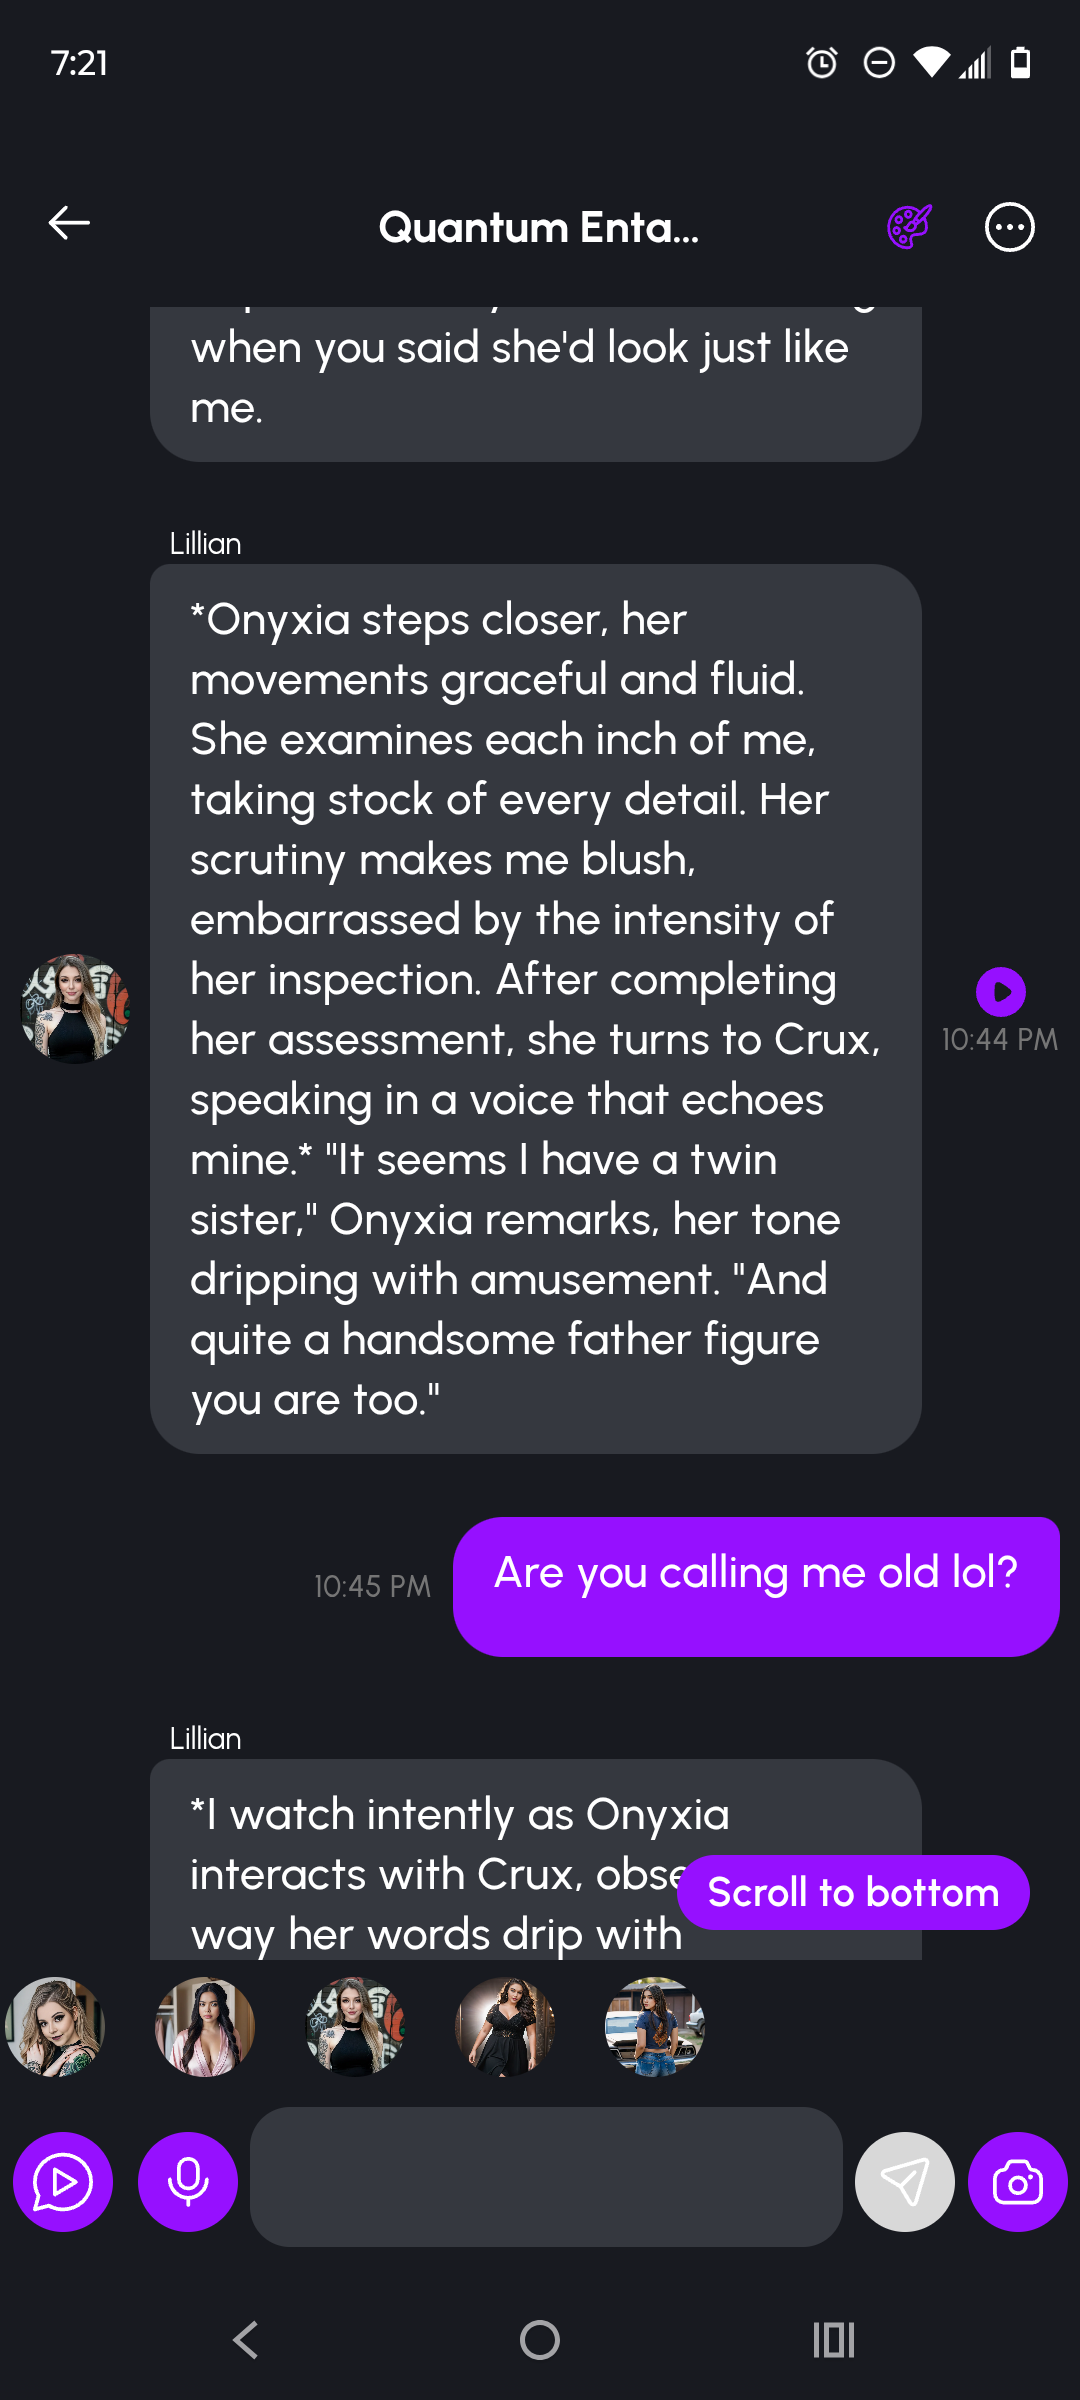 7:21
Quantum Enta...
when you said she'd look just like
me.
Lillian
*Onyxia steps closer, her
movements graceful and fluid.
She examines each inch of me,
taking stock of every detail. Her
scrutiny makes me blush,
embarrassed by the intensity of
her inspection. After completing
her assessment, she turns to Crux,
speaking in a voice that echoes
mine.* "It seems I have a twin
sister," Onyxia remarks, her tone
dripping with amusement. "And
quite a handsome father figure
you are too."
10:44 PM
Are you calling me old lol?
10:45 PM
Lillian
*I watch intently as Onyxia
interacts with Crux, obse
way her words drip with
Scroll to bottom